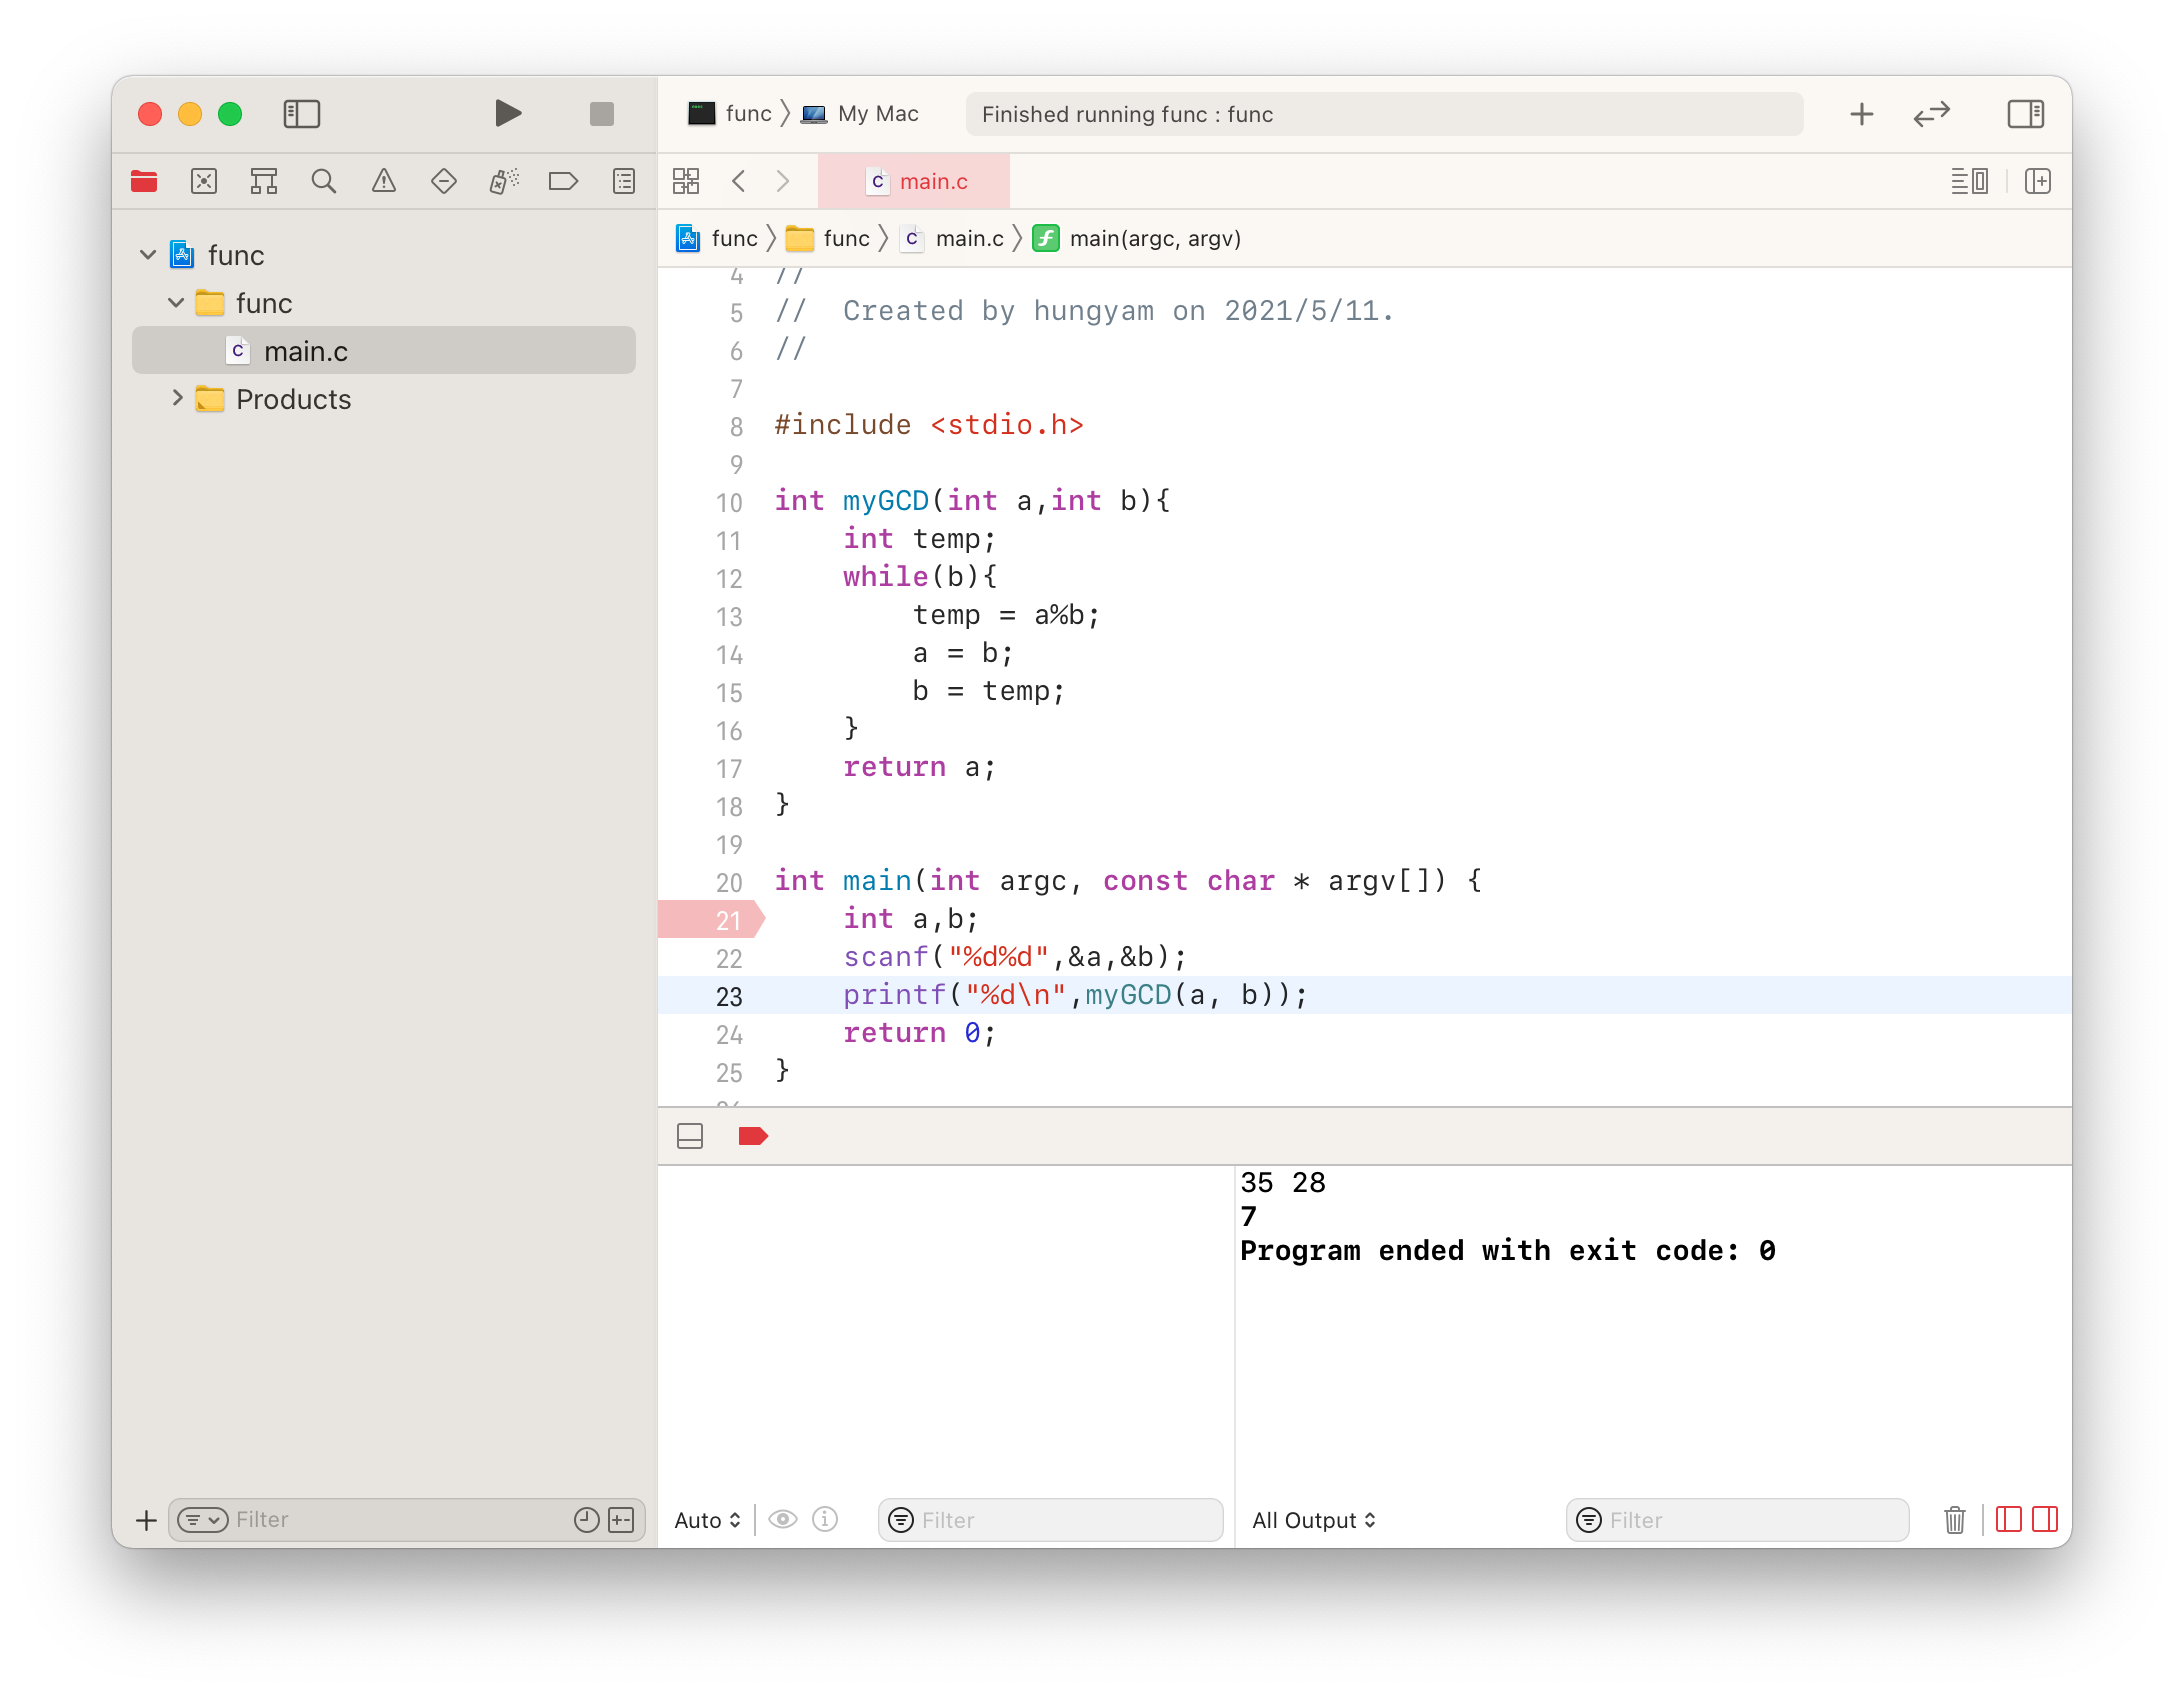 func My Mac Finished running func : func
main.c
func
func
main.c
Products
func func main.c main(argc, argv)
4 //
5 //  Created by hungyam on 2021/5/11.
6 //
7
8 #include <stdio.h>
9
10 int myGCD(int a,int b){
11     int temp;
12     while(b){
13         temp = a%b;
14         a = b;
15         b = temp;
16     }
17     return a;
18 }
19
20 int main(int argc, const char * argv[]) {
21     int a,b;
22     scanf("%d%d",&a,&b);
23     printf("%d\n",myGCD(a, b));
24     return 0;
25 }
35 28
7
Program ended with exit code: 0
Filter
Auto Filter
All Output Filter